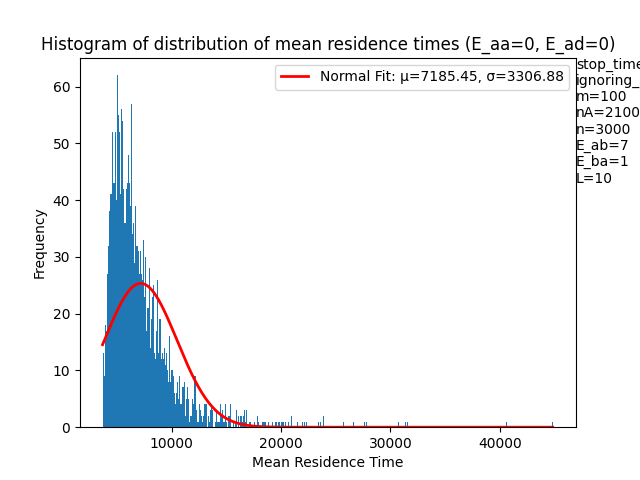 Histogram of distribution of mean residence times (E_aa=0, E_ad=0)
Normal Fit: μ=7185.45, σ=3306.88
stop_time
ignoring_
m=100
nA=2100
n=3000
E_ab=7
E_ba=1
L=10
Frequency
60
50
40
30
20
10
0
10000 20000 30000 40000
Mean Residence Time